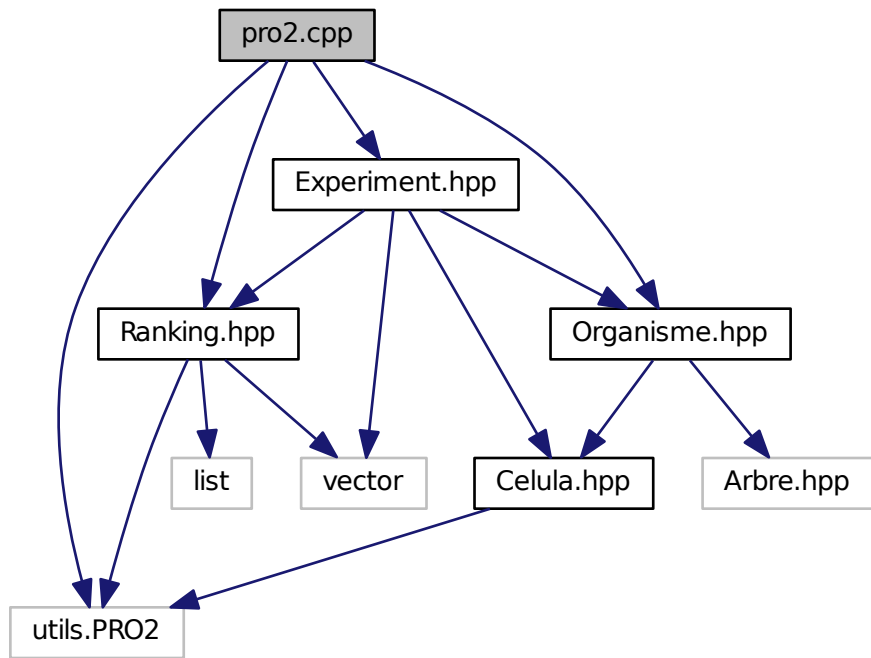 pro2.cpp
Experiment.hpp
Ranking.hpp
Organisme.hpp
list
vector
Celula.hpp
Arbre.hpp
utils.PRO2